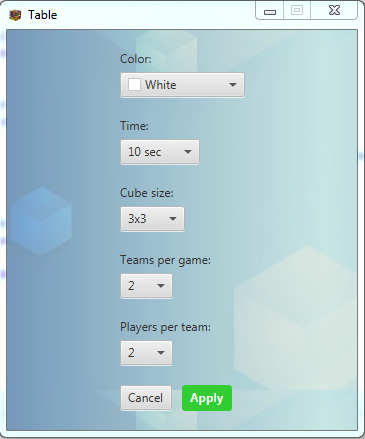 Table
Color:
White
Time:
10 sec
Cube size:
3x3
Teams per game:
2
Players per team:
2
Cancel Apply